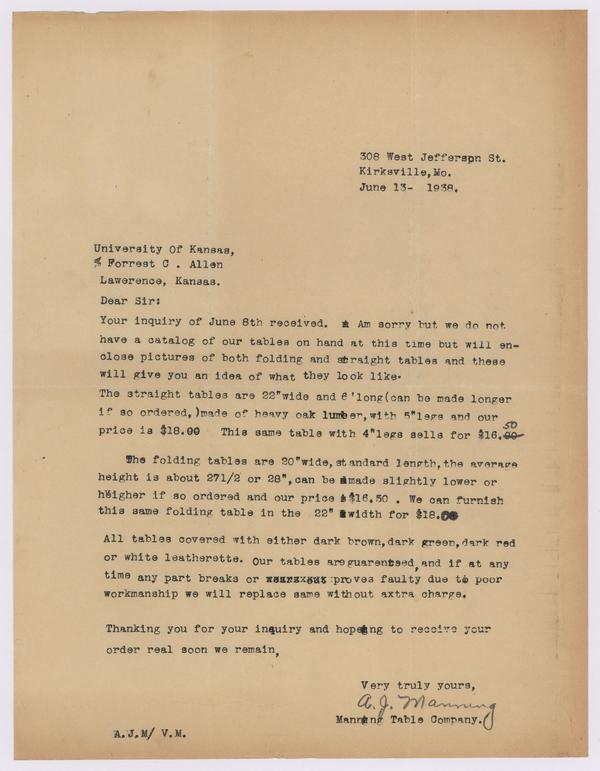 308 West Jefferson St.
Kirksville,Mo.
June 13- 1938.
University Of Kansas,
% Forrest C . Allen
Lawerence, Kansas.
Dear Sir:
Your inquiry of June 8th received. Am sorry but we do not
have a catalog of our tables on hand at this time but will en-
close pictures of both folding and straight tables and these
will give you an idea of what they look like.
The straight tables are 22"wide and 6'long(can be made longer
if so ordered,)made of heavy oak lumber,with 5"legs and our
price is $18.00 This same table with 4"legs sells for $16.50
The folding tables are 20"wide,standard length,the average
height is about 271/2 or 28",can be made slightly lower or
heigher if so ordered and our price $16.50 . We can furnish
this same folding table in the 22" width for $18.00
All tables covered with either dark brown,dark green,dark red
or white leatherette. Our tables are guarenteed,and if at any
time any part breaks or proves faulty due to poor
workmanship we will replace same without axtra charge.
Thanking you for your inquiry and hopeing to receive your
order real soon we remain,
Very truly yours,
A. J. Manning
Manning Table Company.
A.J.M/ V.M.